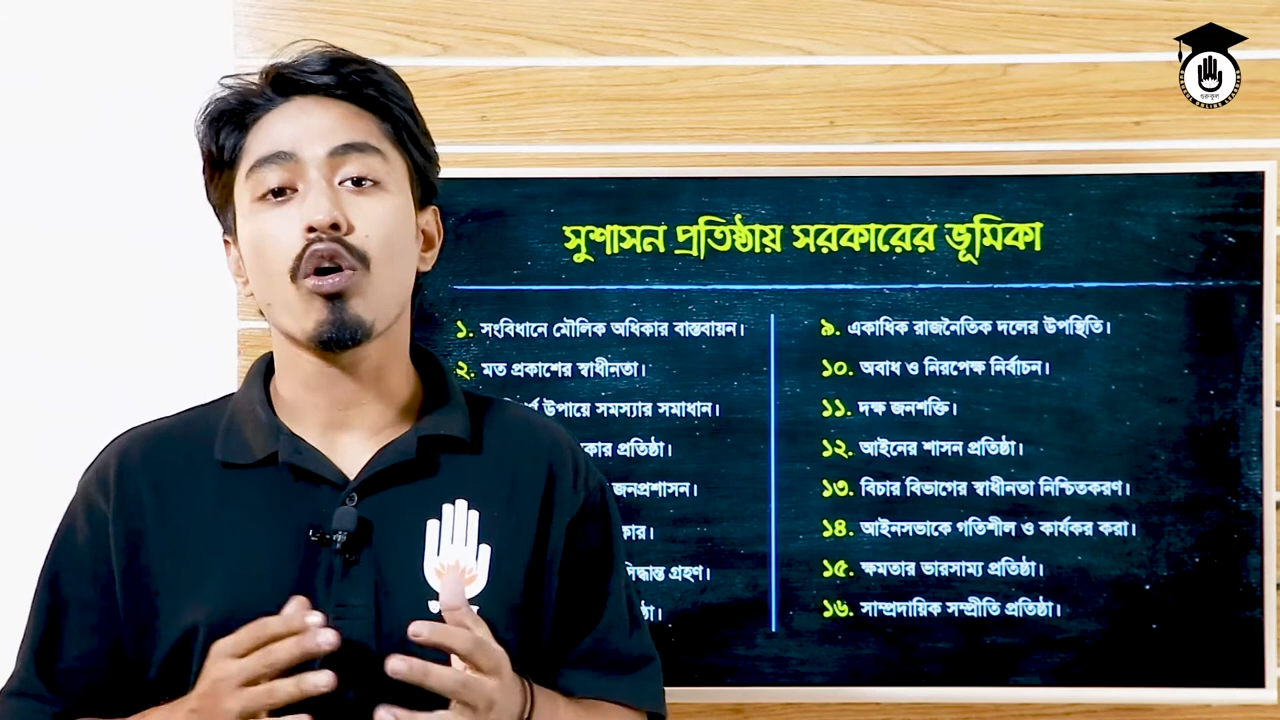 সুশাসন প্রতিষ্ঠায় সরকারের ভূমিকা
১. সংবিধানে মৌলিক অধিকার বাস্তবায়ন।
২. মত প্রকাশের স্বাধীনতা।
উপায়ে সমস্যার সমাধান।
প্রতিষ্ঠা।
জনপ্রশাসন।
গ্রহণ।
৯. একাধিক রাজনৈতিক দলের উপস্থিতি।
১০. অবাধ ও নিরপেক্ষ নির্বাচন।
১১. দক্ষ জনশক্তি।
১২. আইনের শাসন প্রতিষ্ঠা।
১৩. বিচার বিভাগের স্বাধীনতা নিশ্চিতকরণ।
১৪. আইনসভাকে গতিশীল ও কার্যকর করা।
১৫. ক্ষমতার ভারসাম্য প্রতিষ্ঠা।
১৬. সাম্প্রদায়িক সম্প্রীতি প্রতিষ্ঠা।
গুরুকুল